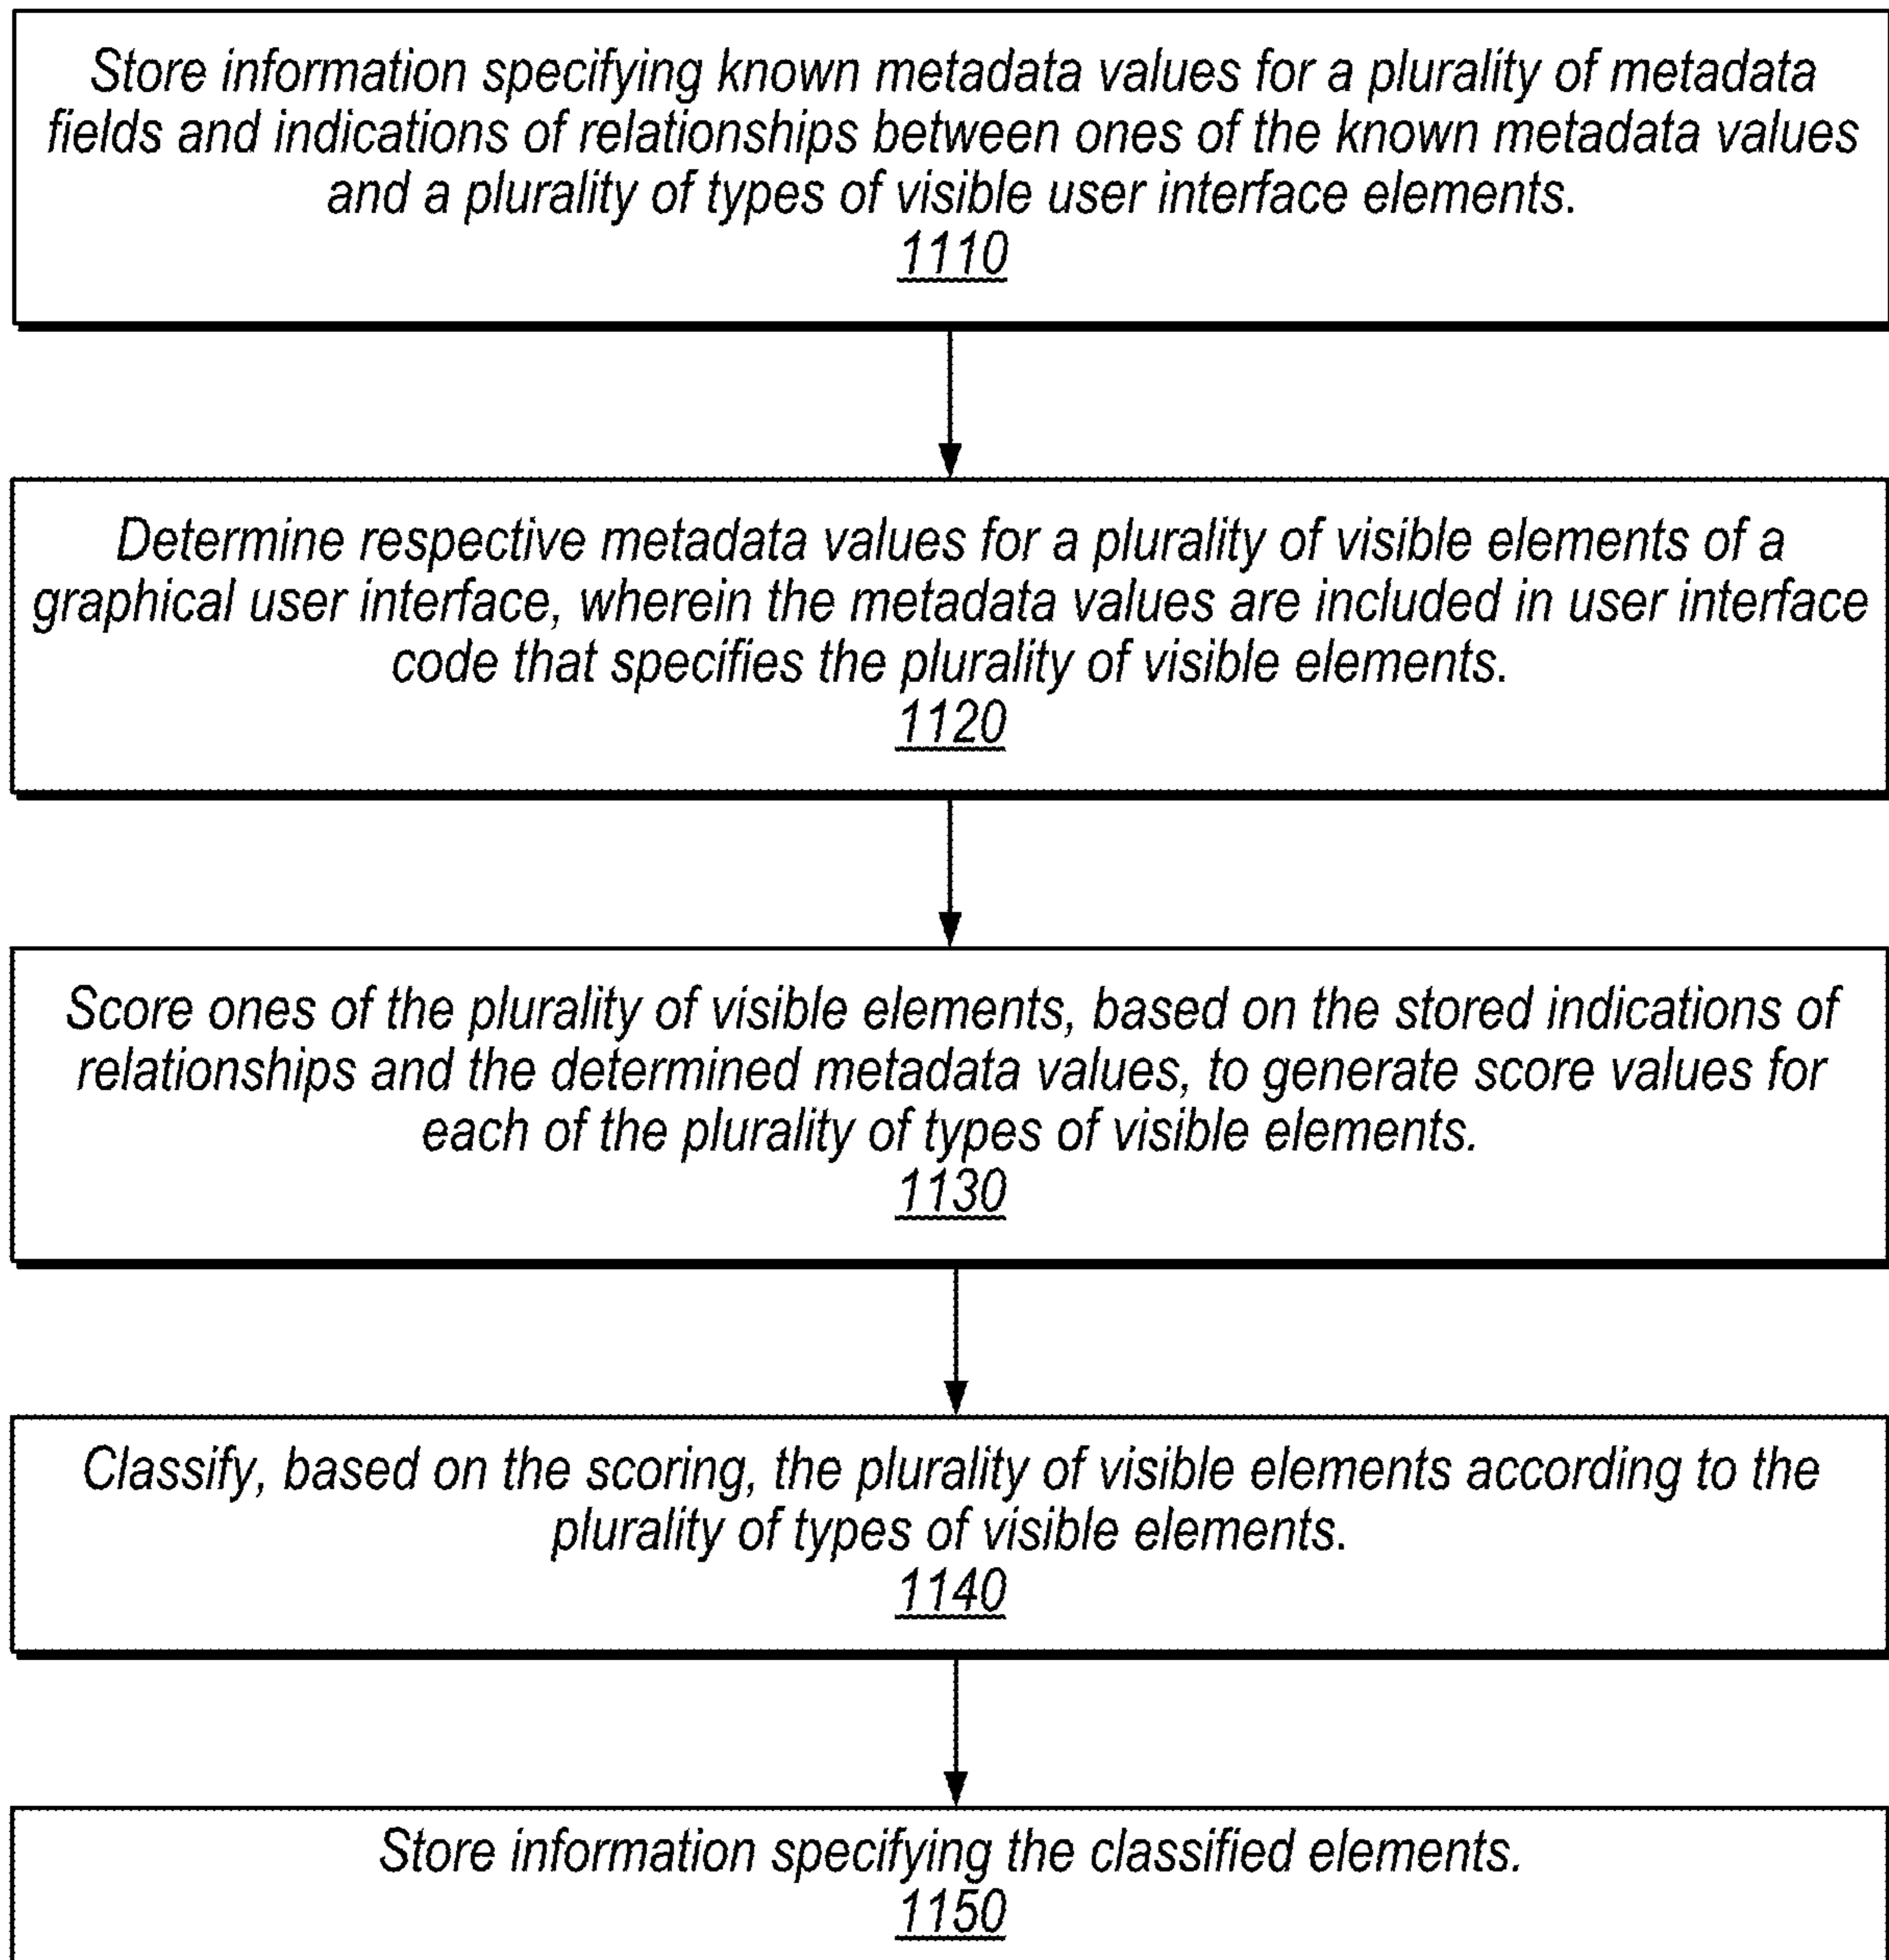 Store information specifying known metadata values for a plurality of metadata
fields and indications of relationships between ones of the known metadata values
and a plurality of types of visible user interface elements.
1110
Determine respective metadata values for a plurality of visible elements of a
graphical user interface, wherein the metadata values are included in user interface
code that specifies the plurality of visible elements.
1120
Score ones of the plurality of visible elements, based on the stored indications of
relationships and the determined metadata values, to generate score values for
each of the plurality of types of visible elements.
1130
Classify, based on the scoring, the plurality of visible elements according to the
plurality of types of visible elements.
1140
Store information specifying the classified elements.
1150